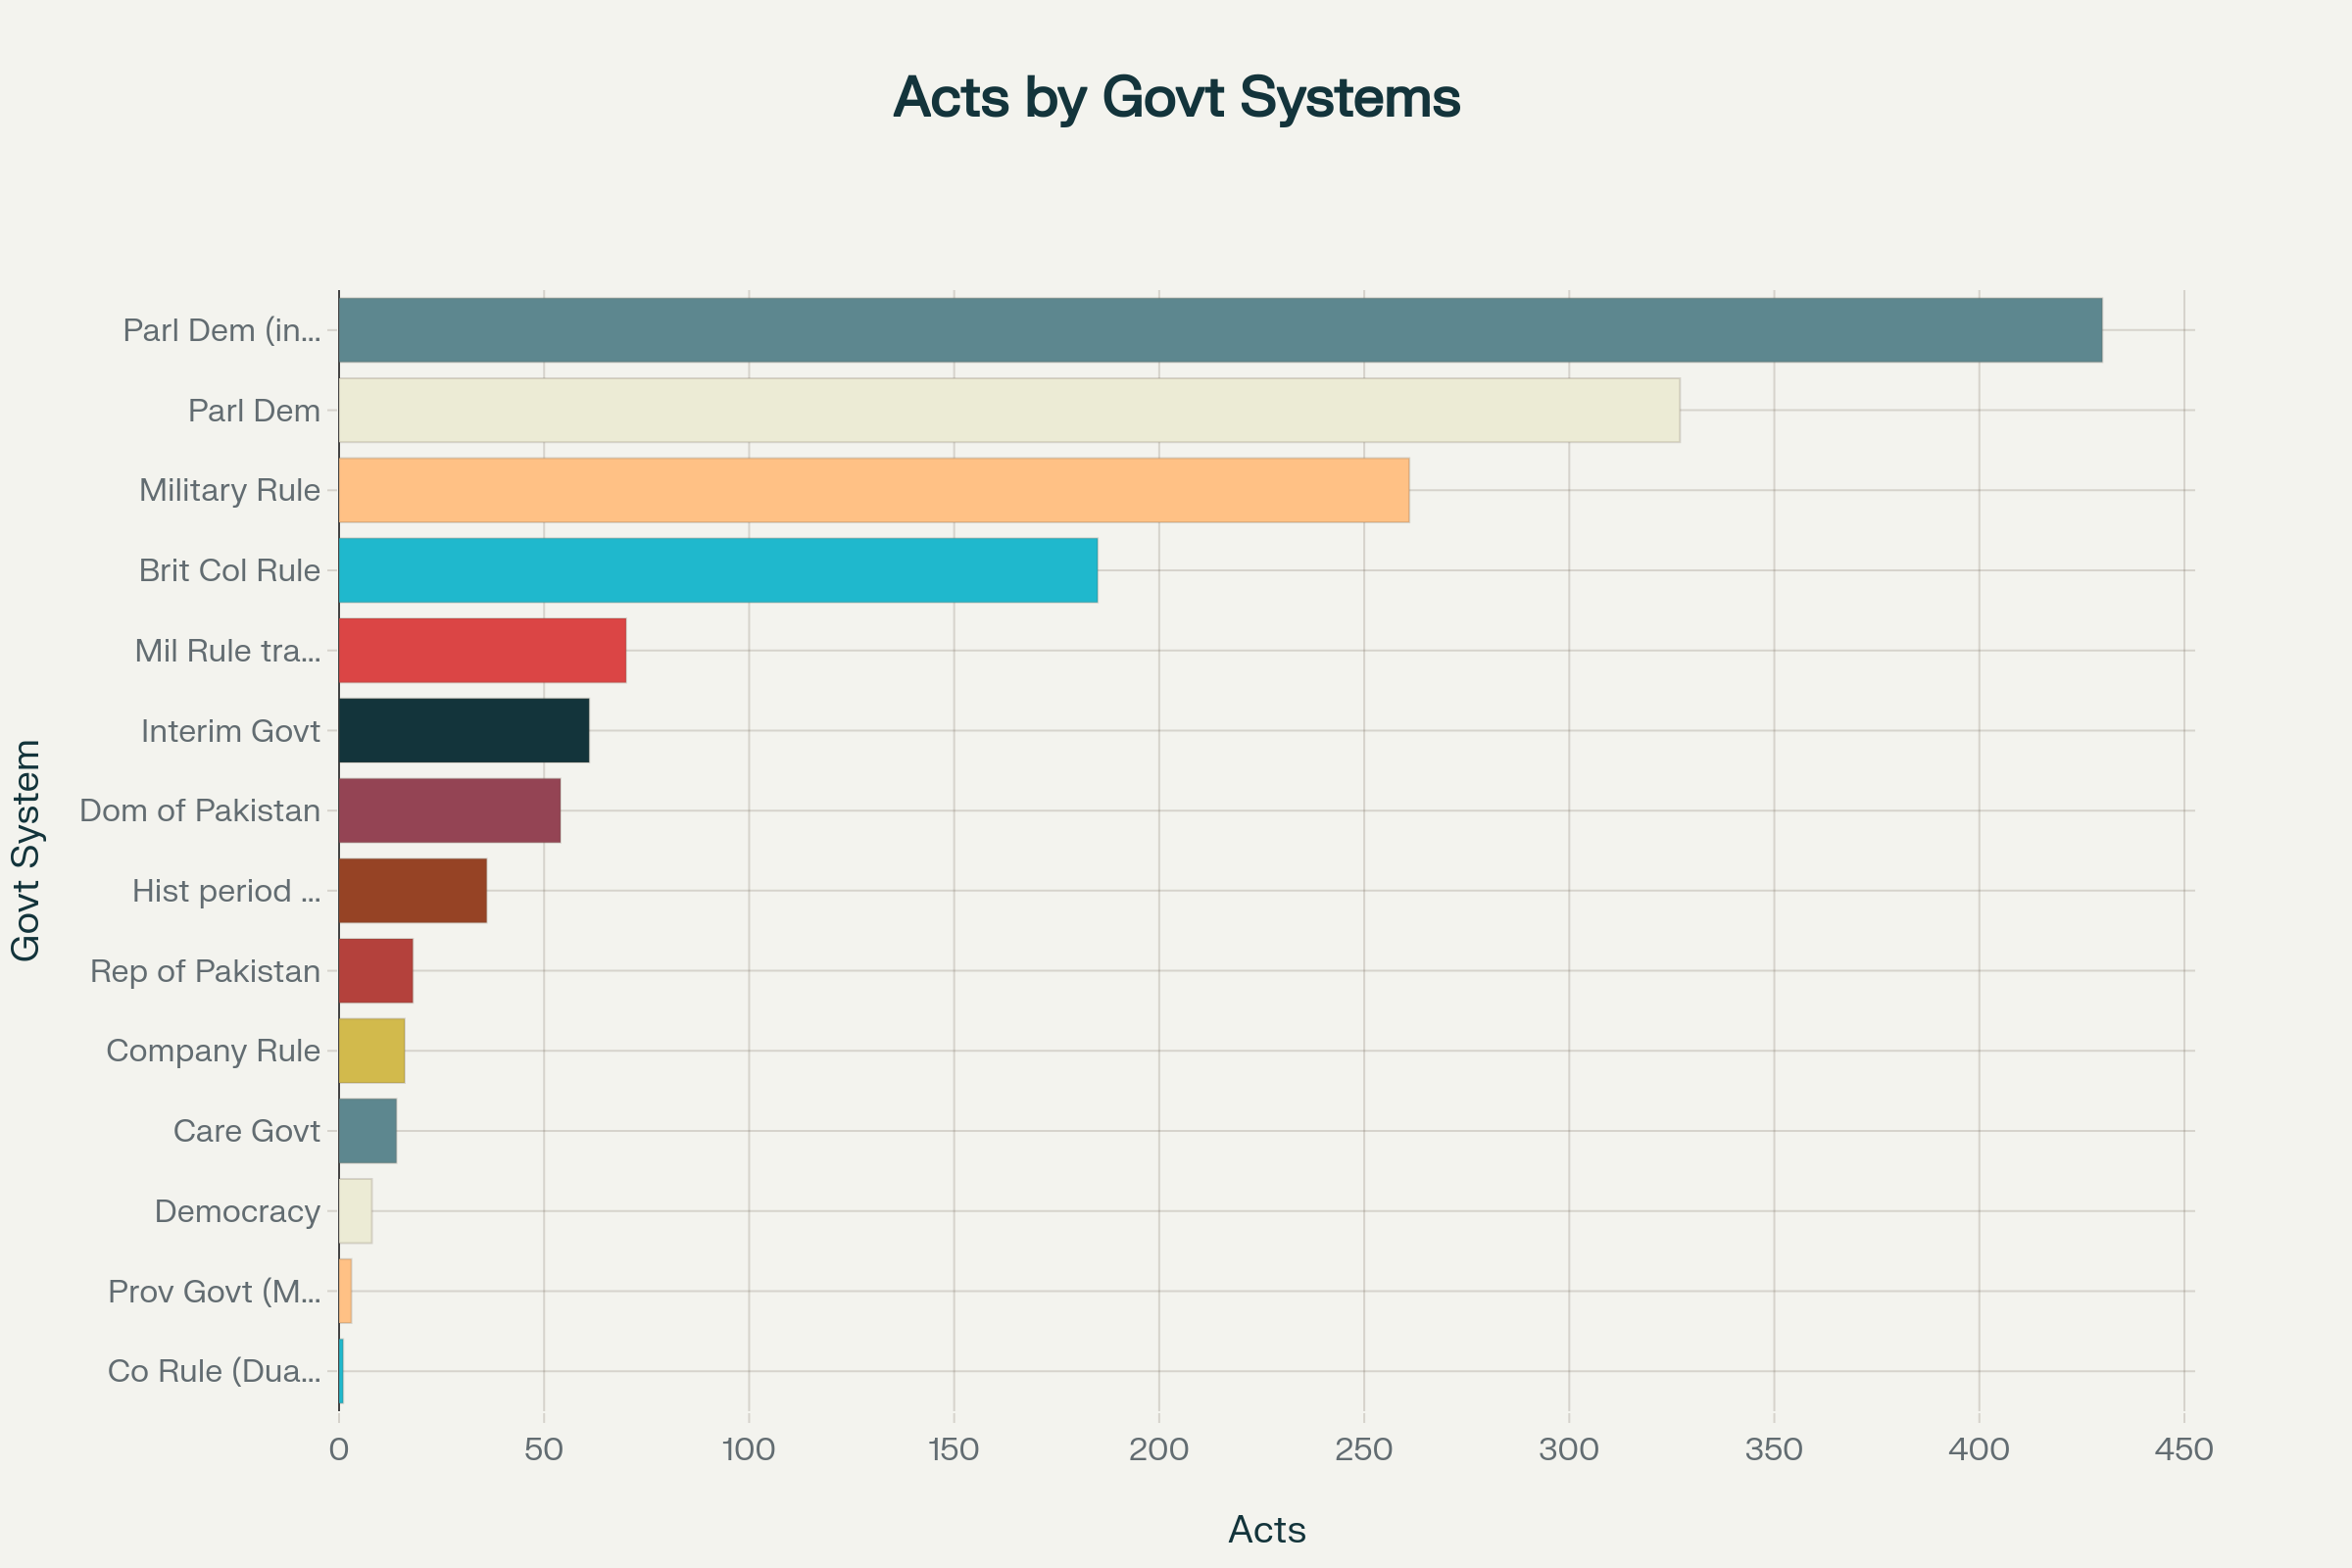 Acts by Govt Systems
Govt System
Parl Dem (in...
Parl Dem
Military Rule
Brit Col Rule
Mil Rule tra...
Interim Govt
Dom of Pakistan
Hist period ...
Rep of Pakistan
Company Rule
Care Govt
Democracy
Prov Govt (M...
Co Rule (Dua...
0 50 100 150 200 250 300 350 400 450
Acts